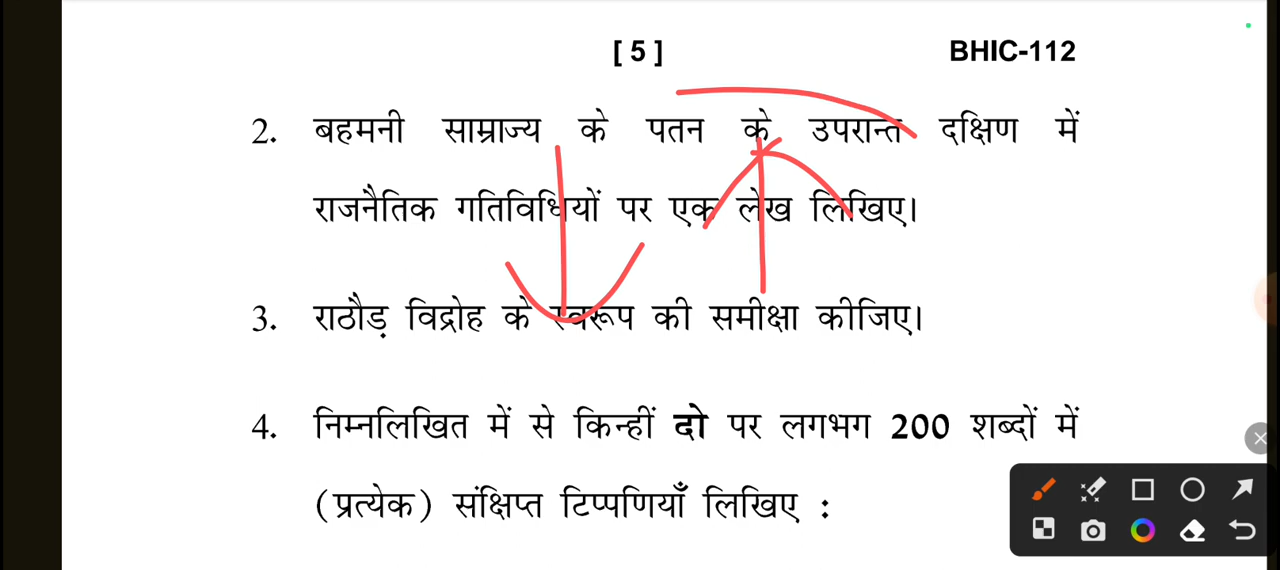 [ 5 ] BHIC-112
2. बहमनी साम्राज्य के पतन के उपरान्त दक्षिण में
राजनैतिक गतिविधियों पर एक लेख लिखिए।
3. राठौड़ विद्रोह के स्वरूप की समीक्षा कीजिए।
4. निम्नलिखित में से किन्हीं दो पर लगभग 200 शब्दों में
(प्रत्येक) संक्षिप्त टिप्पणियाँ लिखिए :